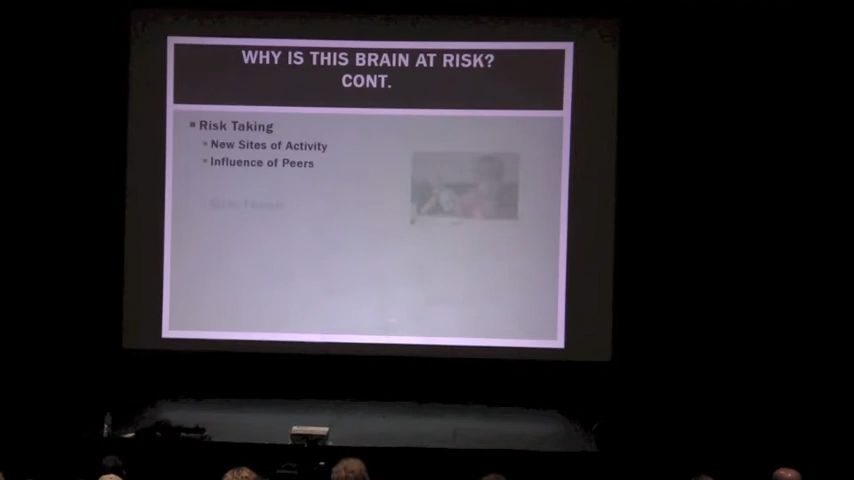 WHY IS THIS BRAIN AT RISK?
CONT.
▪ Risk Taking
▪ New Sites of Activity
▪ Influence of Peers